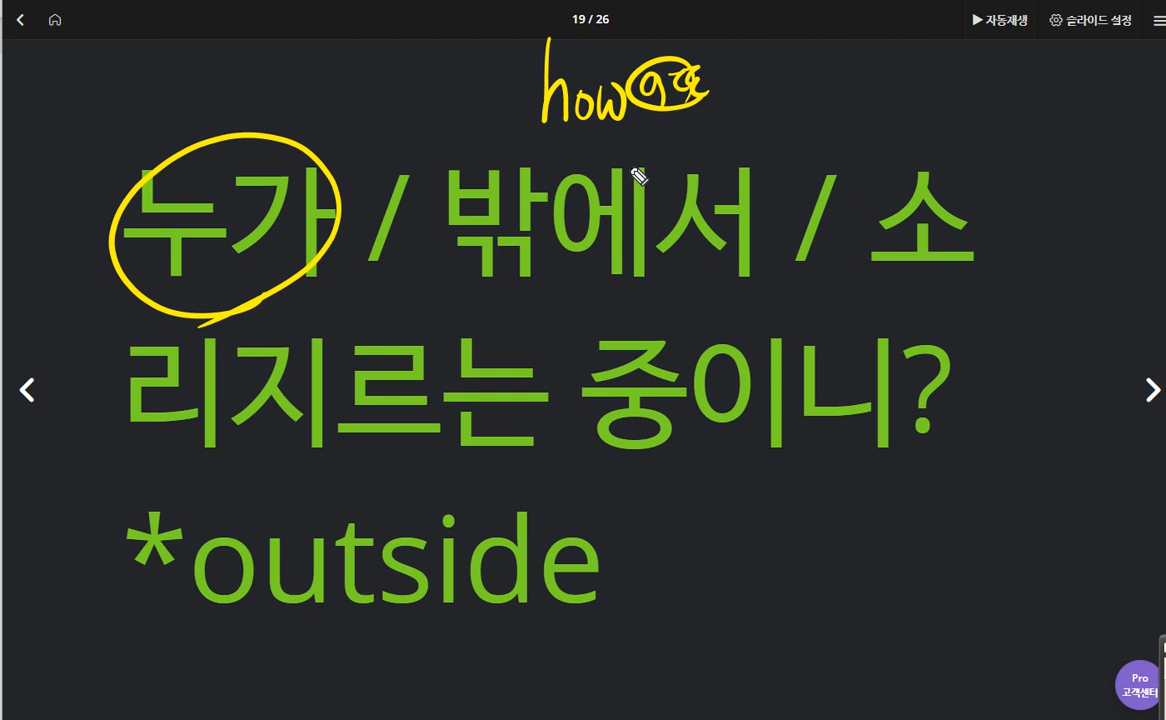 19 / 26
▶ 자동재생
슬라이드 설정
how
누가 / 밖에서 / 소
리지르는 중이니?
*outside
Pro
고객센터